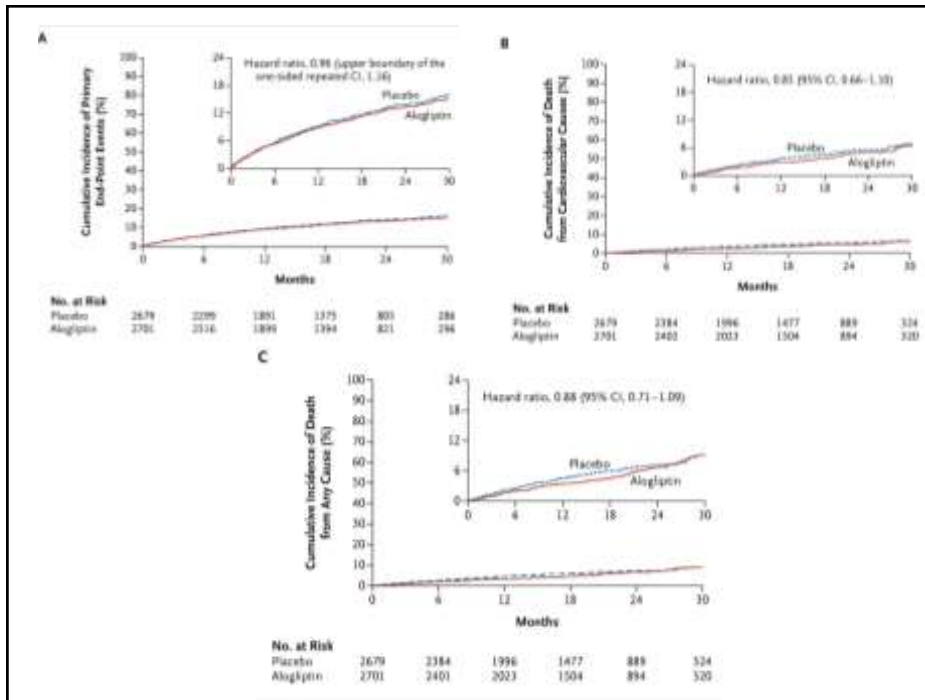 A
Cumulative Incidence of Primary
End-Point Events (%)
100
90
80
70
60
50
40
30
20
10
0
24
18
12
6
0
Hazard ratio, 0.96 (upper boundary of the
one-sided repeated CI, 1.16)
Placebo
Alogliptin
0 6 12 18 24 30
0 6 12 18 24 30
Months
No. at Risk
Placebo 2679 2299 1891 1375 805 286
Alogliptin 2701 2316 1899 1394 821 296
B
Cumulative Incidence of Death
from Cardiovascular Causes (%)
100
90
80
70
60
50
40
30
20
10
0
24
18
12
6
0
Hazard ratio, 0.85 (95% CI, 0.66–1.10)
Placebo
Alogliptin
0 6 12 18 24 30
0 6 12 18 24 30
Months
No. at Risk
Placebo 2679 2384 1996 1477 889 524
Alogliptin 2701 2402 2023 1504 894 520
C
Cumulative Incidence of Death
from Any Cause (%)
100
90
80
70
60
50
40
30
20
10
0
24
18
12
6
0
Hazard ratio, 0.88 (95% CI, 0.71–1.09)
Placebo
Alogliptin
0 6 12 18 24 30
0 6 12 18 24 30
Months
No. at Risk
Placebo 2679 2384 1996 1477 889 524
Alogliptin 2701 2401 2023 1504 894 520